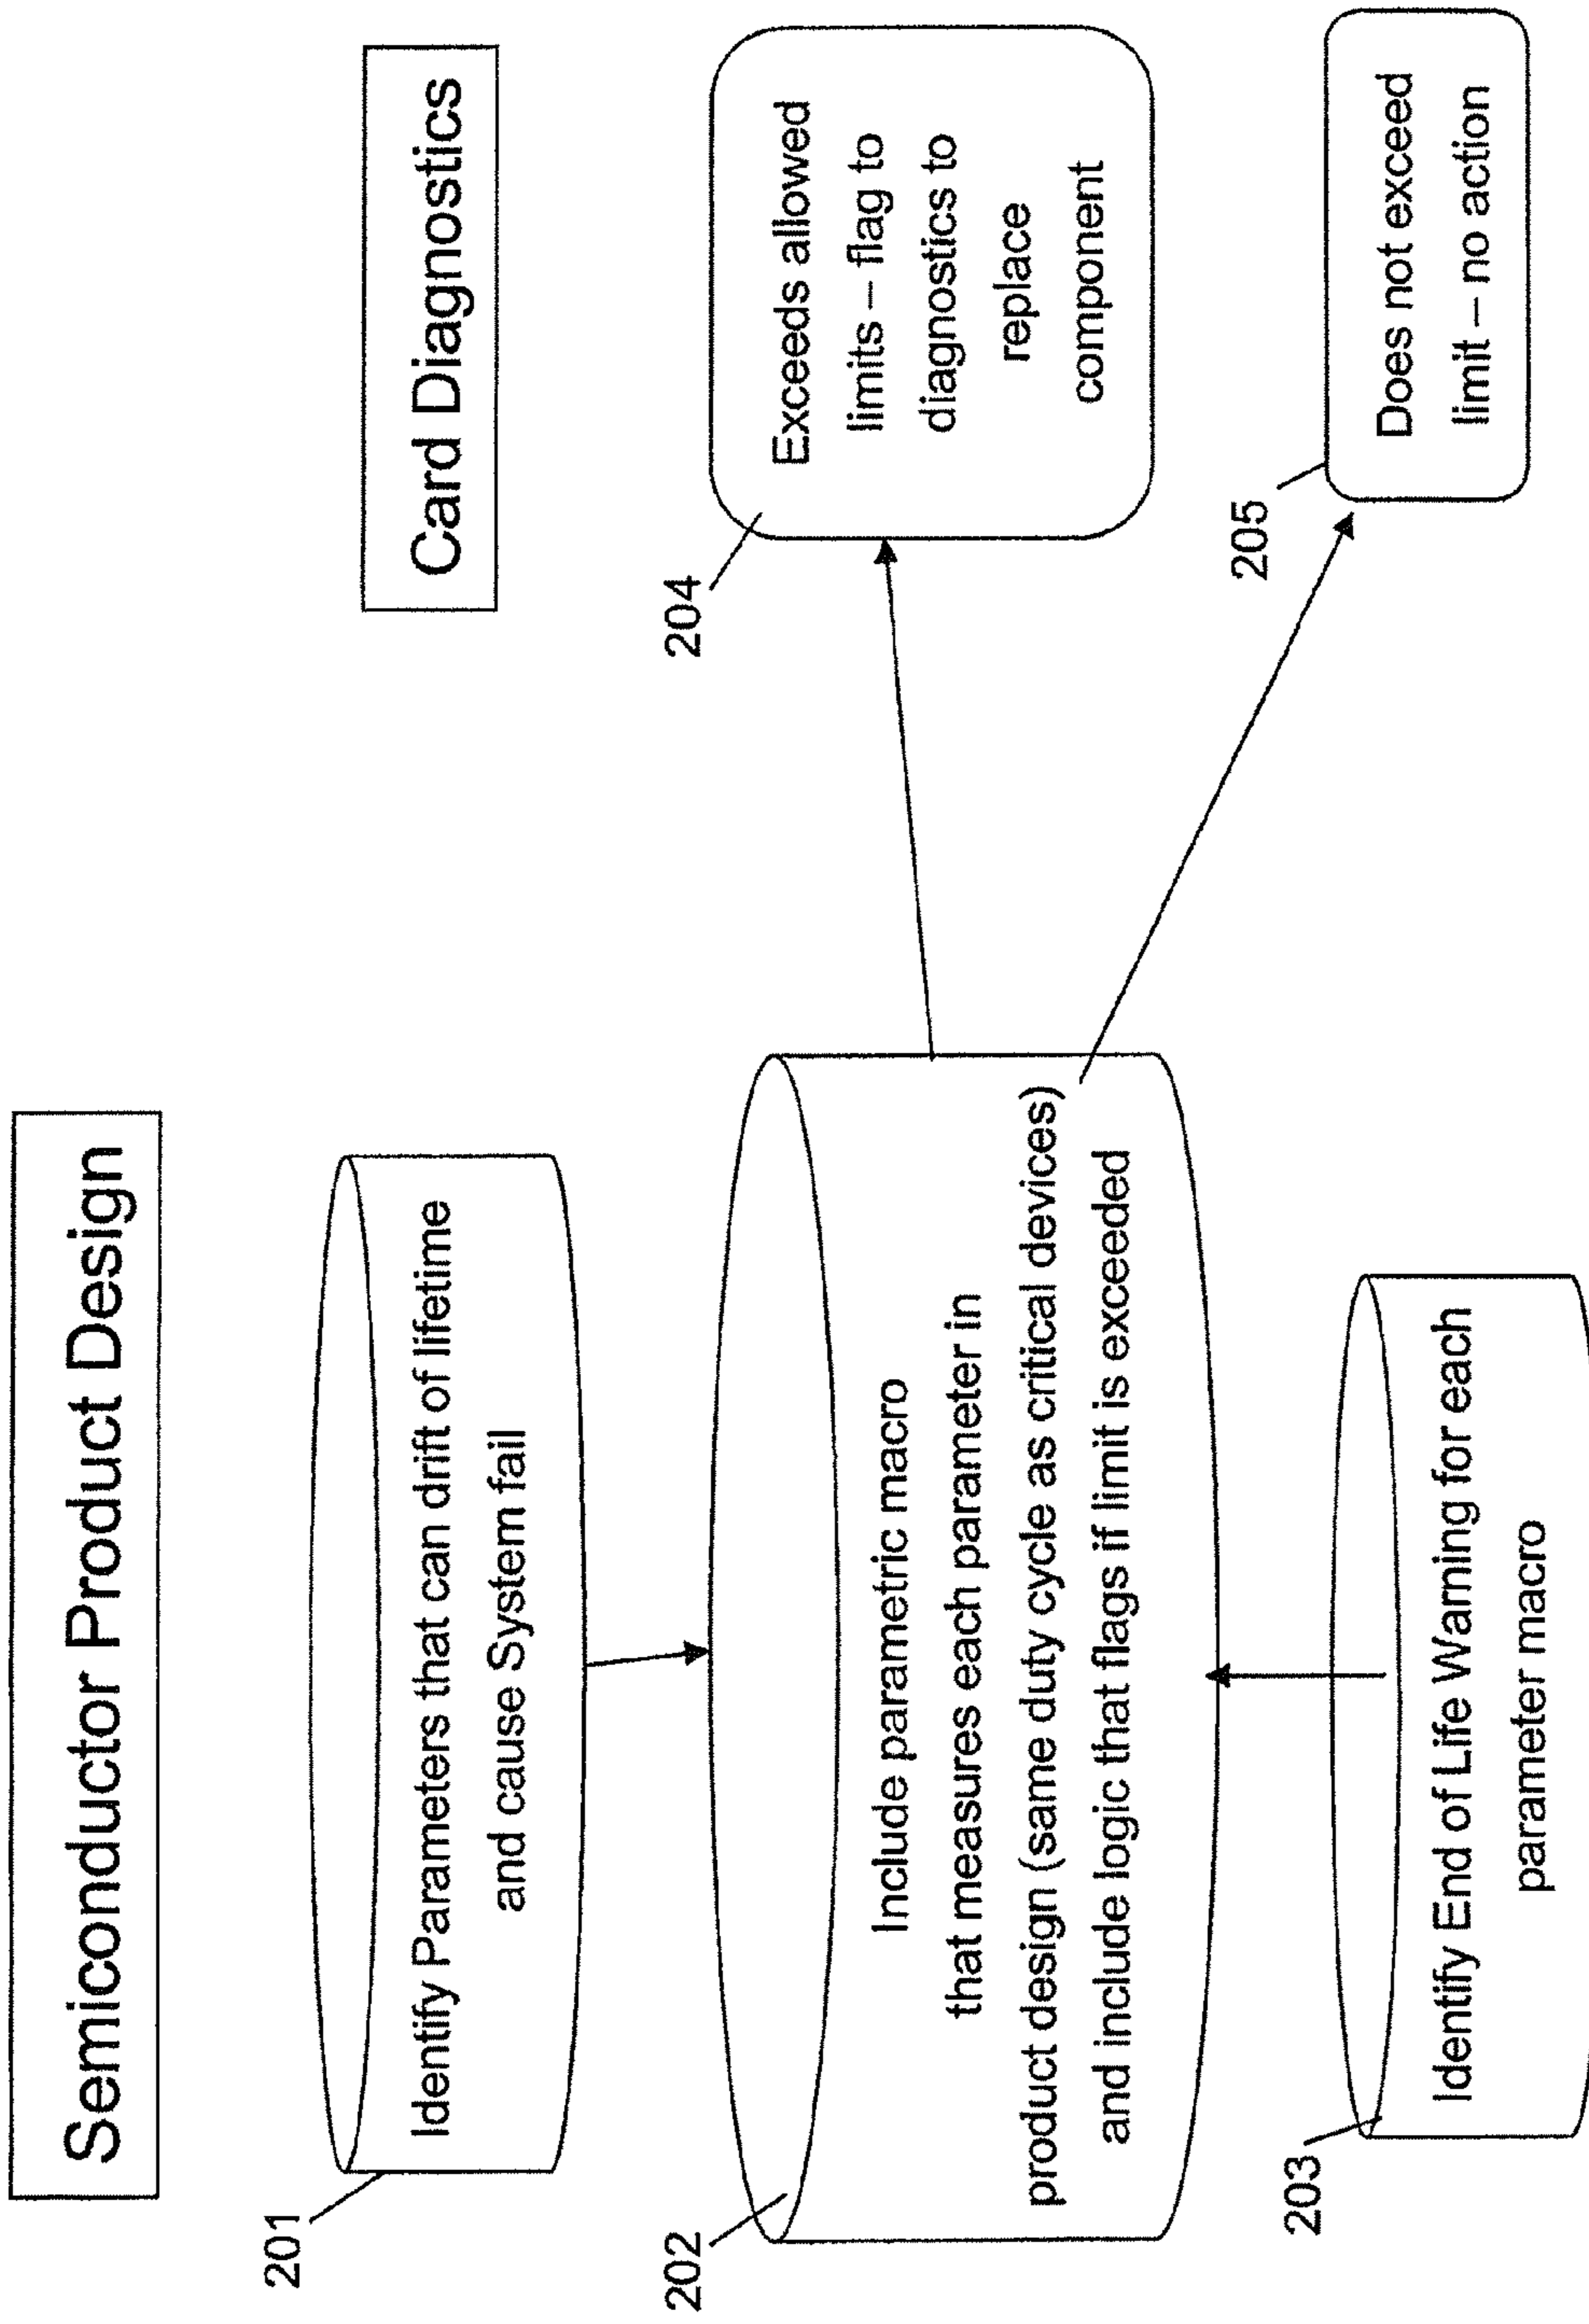 Semiconductor Product Design
201
Identify Parameters that can drift of lifetime
and cause System fail
202
Include parametric macro
that measures each parameter in
product design (same duty cycle as critical devices)
and include logic that flags if limit is exceeded
203
Identify End of Life Warning for each
parameter macro
Card Diagnostics
204
Exceeds allowed
limits – flag to
diagnostics to
replace
component
205
Does not exceed
limit – no action